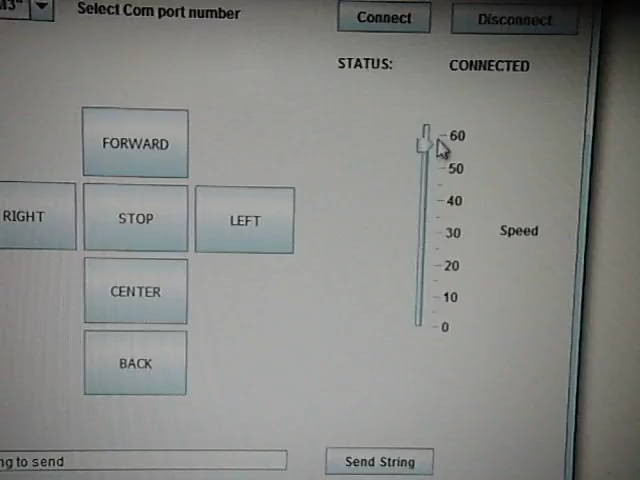 M3" Select Com port number Connect Disconnect
STATUS: CONNECTED
FORWARD
60
50
RIGHT STOP LEFT
40
30 Speed
20
CENTER
10
0
BACK
ng to send Send String